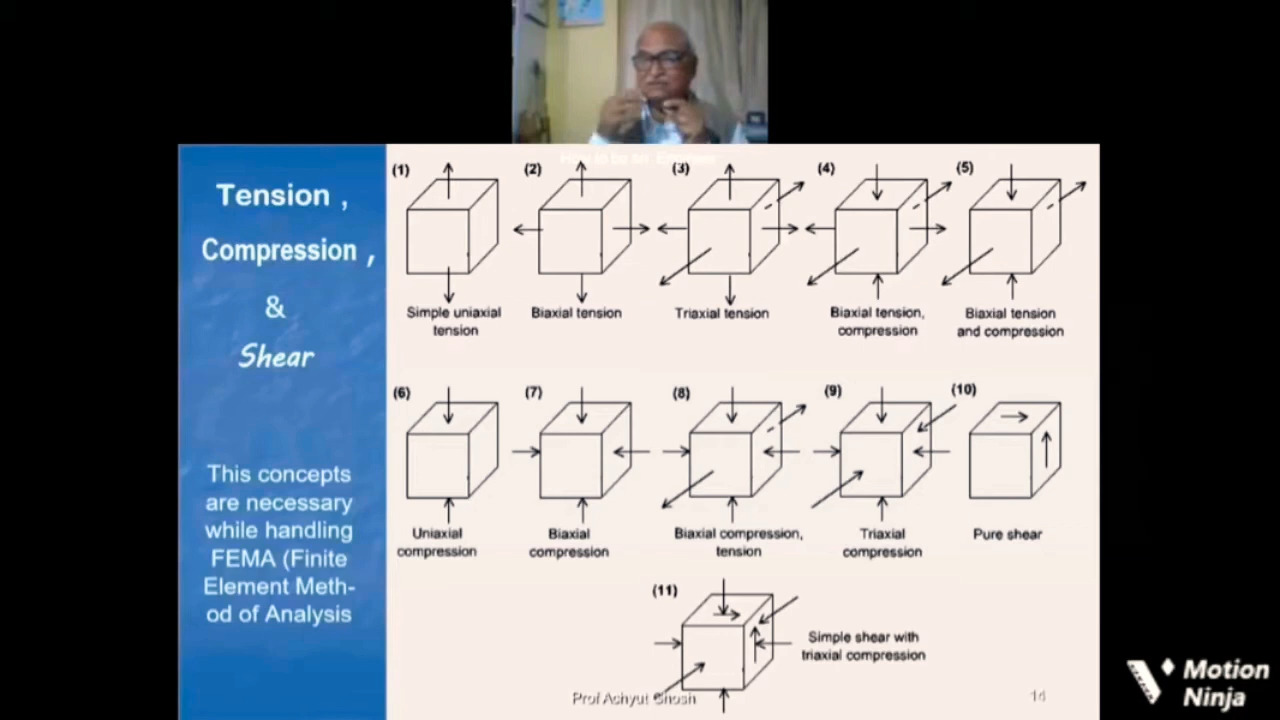 Tension ,
Compression ,
&
Shear
This concepts
are necessary
while handling
FEMA (Finite
Element Meth-
od of Analysis
(1)
(2)
(3)
(4)
(5)
Simple uniaxial
tension
Biaxial tension
Triaxial tension
Biaxial tension,
compression
Biaxial tension
and compression
(6)
(7)
(8)
(9)
(10)
Uniaxial
compression
Biaxial
compression
Biaxial compression,
tension
Triaxial
compression
Pure shear
(11)
Simple shear with
triaxial compression
Prof Achyut Ghosh
14
Motion
Ninja